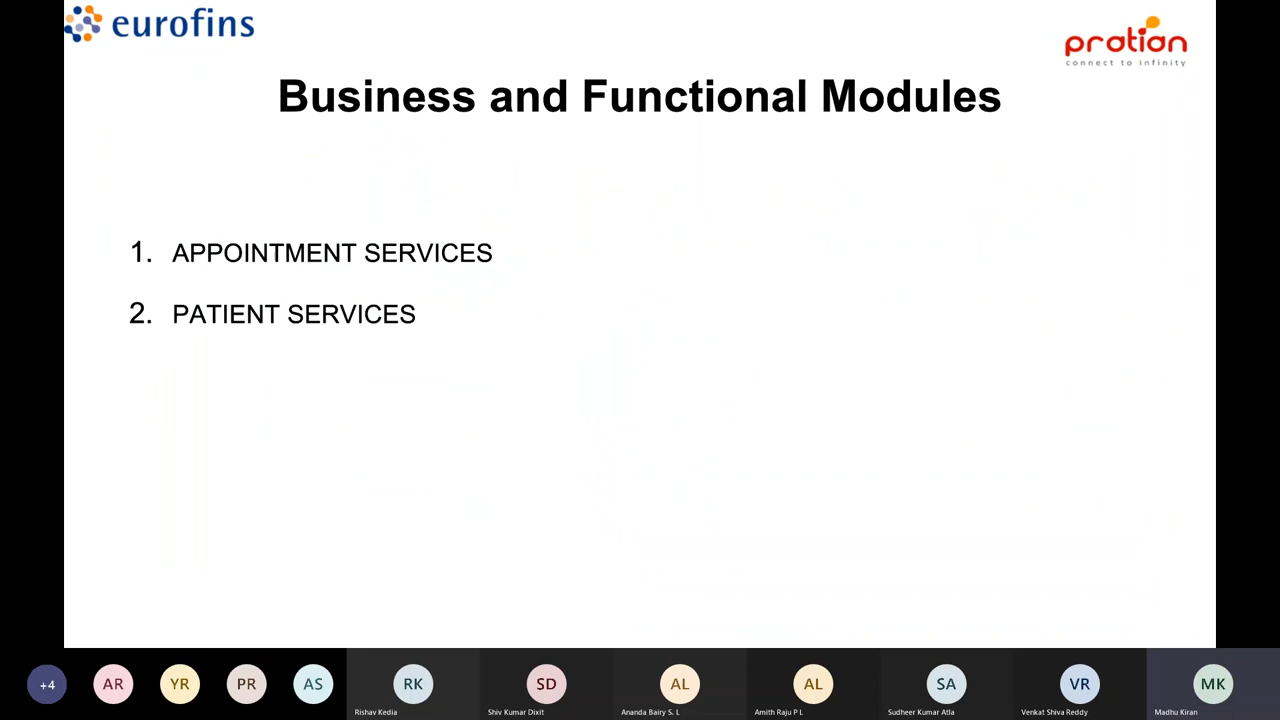 eurofins
pratian
connect to infinity
Business and Functional Modules
1. APPOINTMENT SERVICES
2. PATIENT SERVICES
+4
AR
YR
PR
AS
RK
SD
AL
AL
SA
VR
MK
Rishav Kedia
Shiv Kumar Dixit
Ananda Bairy S. L
Amith Raju P L
Sudheer Kumar Atla
Venkat Shiva Reddy
Madhu Kiran